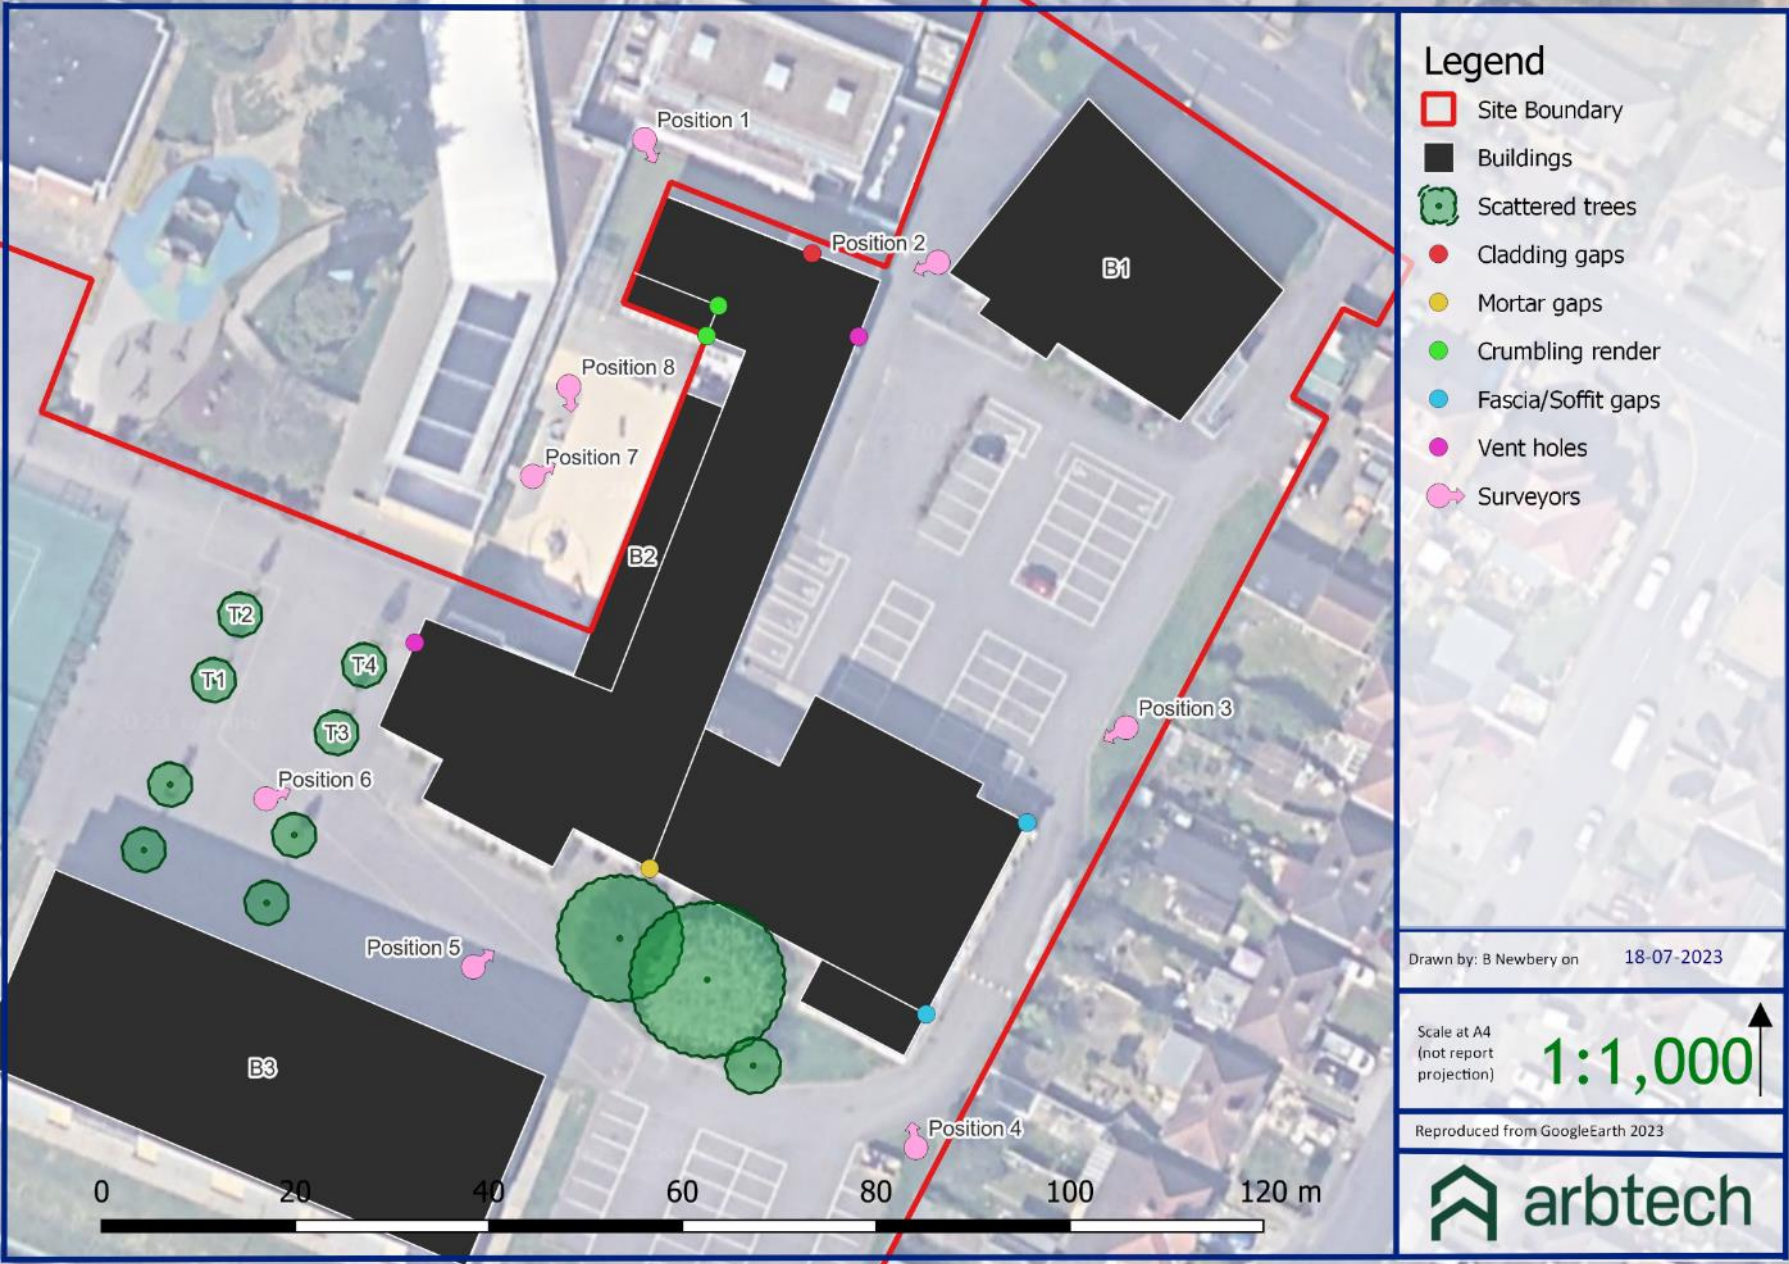 Position 1
Position 2
B1
Position 8
Position 7
B2
T2
T1
T4
T3
Position 3
Position 6
Position 5
B3
Position 4
0 20 40 60 80 100 120 m
Legend
Site Boundary
Buildings
Scattered trees
Cladding gaps
Mortar gaps
Crumbling render
Fascia/Soffit gaps
Vent holes
Surveyors
Drawn by: B Newbery on 18-07-2023
Scale at A4
(not report
projection)
1:1,000
Reproduced from GoogleEarth 2023
arbtech